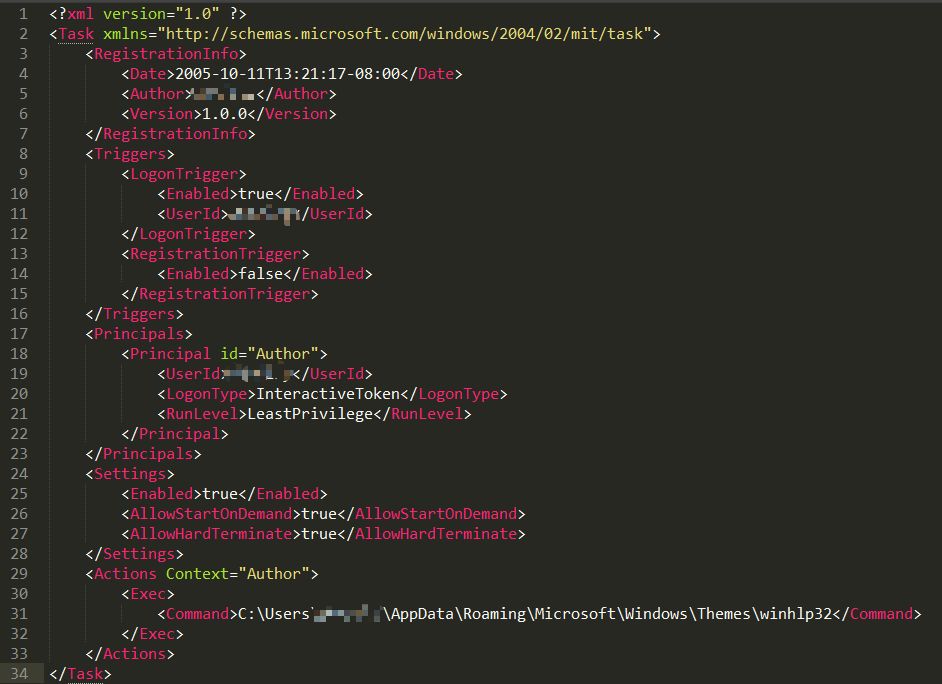 1 <?xml version="1.0" ?>
2 <Task xmlns="http://schemas.microsoft.com/windows/2004/02/mit/task">
3 <RegistrationInfo>
4 <Date>2005-10-11T13:21:17-08:00</Date>
5 <Author></Author>
6 <Version>1.0.0</Version>
7 </RegistrationInfo>
8 <Triggers>
9 <LogonTrigger>
10 <Enabled>true</Enabled>
11 <UserId>/UserId>
12 </LogonTrigger>
13 <RegistrationTrigger>
14 <Enabled>false</Enabled>
15 </RegistrationTrigger>
16 </Triggers>
17 <Principals>
18 <Principal id="Author">
19 <UserId></UserId>
20 <LogonType>InteractiveToken</LogonType>
21 <RunLevel>LeastPrivilege</RunLevel>
22 </Principal>
23 </Principals>
24 <Settings>
25 <Enabled>true</Enabled>
26 <AllowStartOnDemand>true</AllowStartOnDemand>
27 <AllowHardTerminate>true</AllowHardTerminate>
28 </Settings>
29 <Actions Context="Author">
30 <Exec>
31 <Command>C:\Users\AppData\Roaming\Microsoft\Windows\Themes\winhlp32</Command>
32 </Exec>
33 </Actions>
34 </Task>